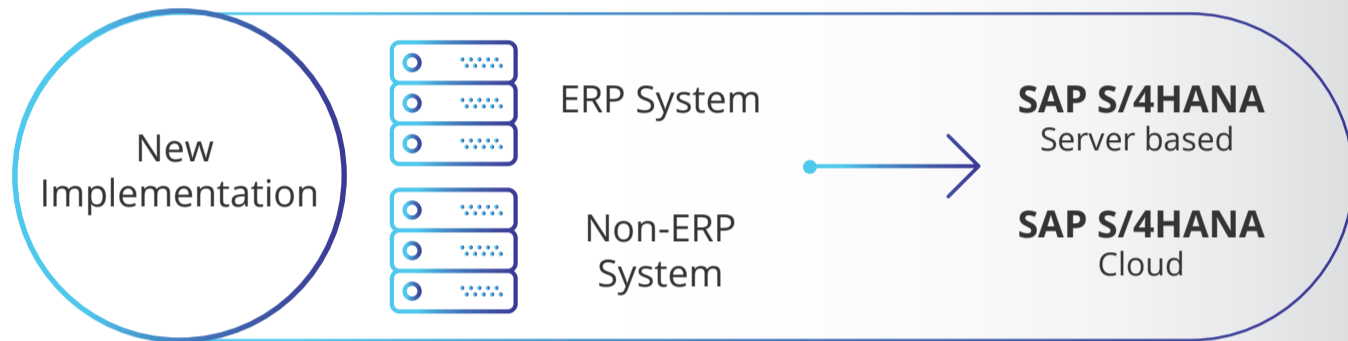 New
Implementation
ERP System
Non-ERP
System
SAP S/4HANA
Server based
SAP S/4HANA
Cloud